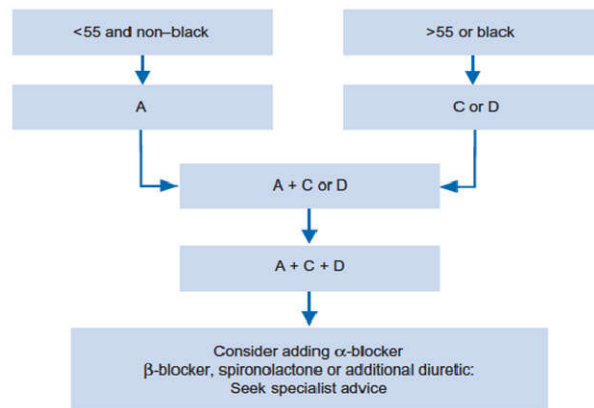 <55 and non–black
>55 or black
A
C or D
A + C or D
A + C + D
Consider adding α-blocker
β-blocker, spironolactone or additional diuretic:
Seek specialist advice